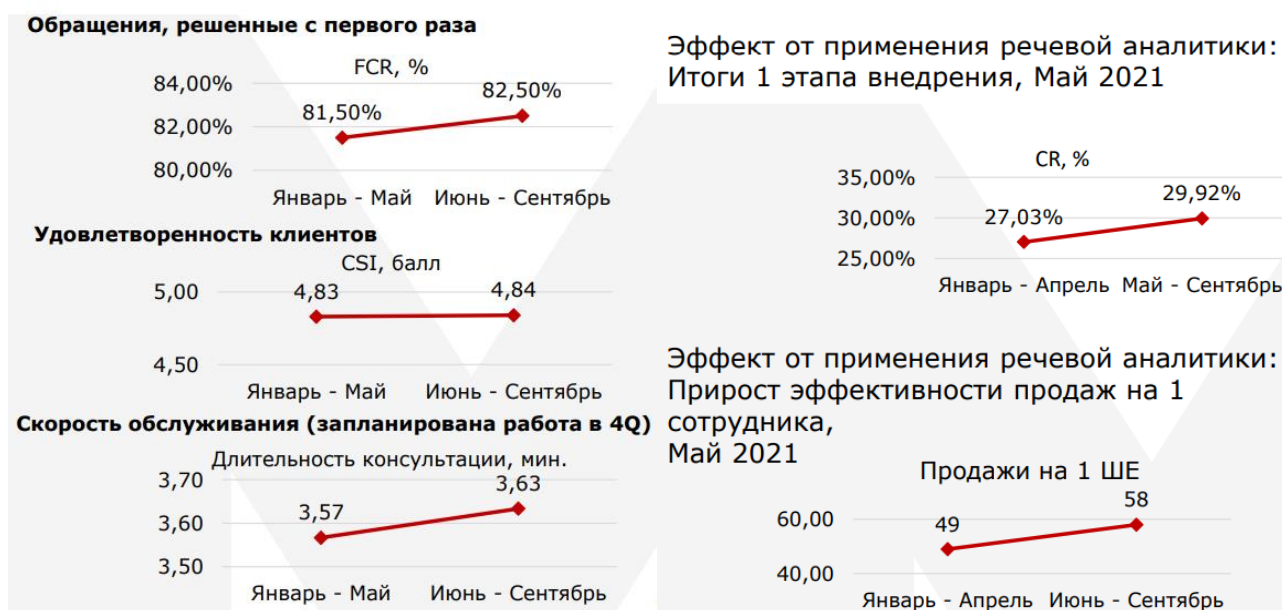 Обращения, решенные с первого раза
FCR, %
84,00%
82,00%
80,00%
81,50%
82,50%
Январь - Май Июнь - Сентябрь
Удовлетворенность клиентов
CSI, балл
5,00
4,50
4,83
4,84
Январь - Май Июнь - Сентябрь
Скорость обслуживания (запланирована работа в 4Q)
Длительность консультации, мин.
3,70
3,60
3,50
3,57
3,63
Январь - Май Июнь - Сентябрь
Эффект от применения речевой аналитики:
Итоги 1 этапа внедрения, Май 2021
CR, %
35,00%
30,00%
25,00%
27,03%
29,92%
Январь - Апрель Май - Сентябрь
Эффект от применения речевой аналитики:
Прирост эффективности продаж на 1
сотрудника,
Май 2021
Продажи на 1 ШЕ
60,00
40,00
49
58
Январь - Апрель Июнь - Сентябрь